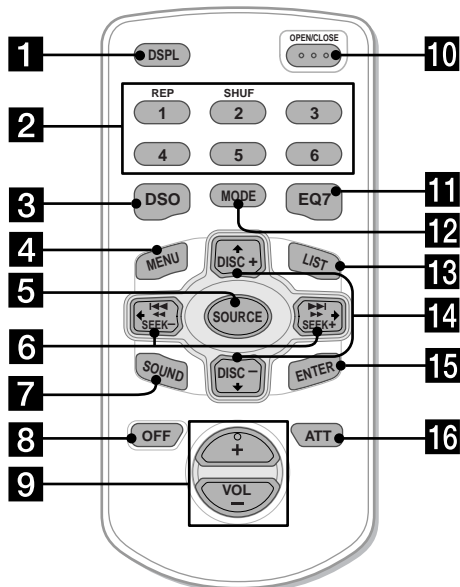 OPEN/CLOSE
1 DSPL 10
REP SHUF
2 1 2 3
4 5 6
3 DSO MODE EQ7 11
12
4 MENU DISC + LIST 13
5 SOURCE 14
6 SEEK– SEEK+
7 SOUND DISC – ENTER 15
8 OFF + ATT 16
9 VOL
–